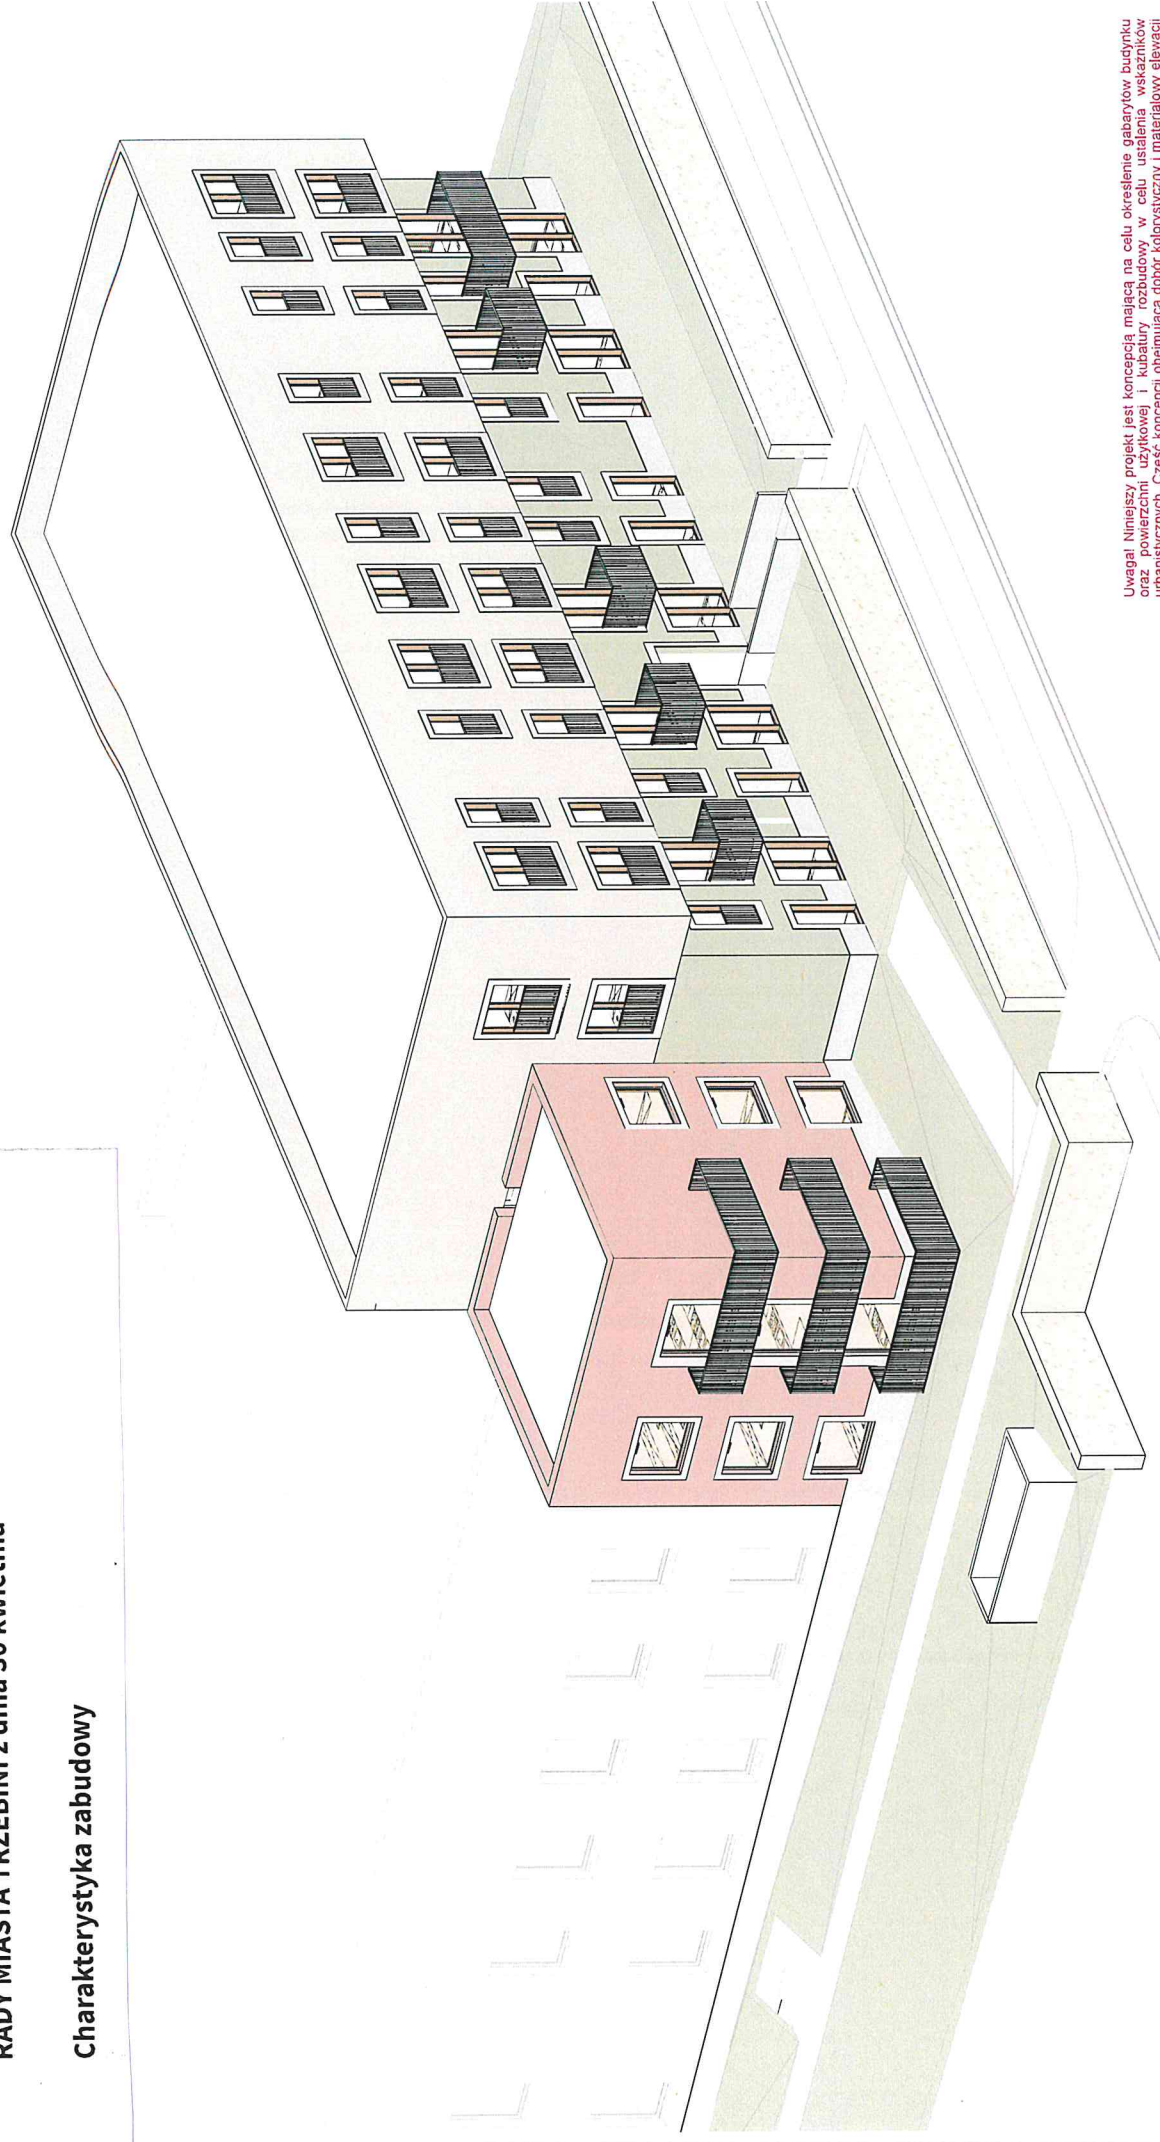 RADY MIASTA TRZEBINI z dnia 30 kwietnia
Charakterystyka zabudowy
Uwaga! Niniejszy projekt jest koncepcją mającą na celu określenie gabarytów budynku
oraz powierzchni użytkowej i kubatury rozbudowy w celu ustalenia wskaźników
urbanistycznych. Część koncepcji obejmująca dobór kolorystyczny i materiałowy elewacji